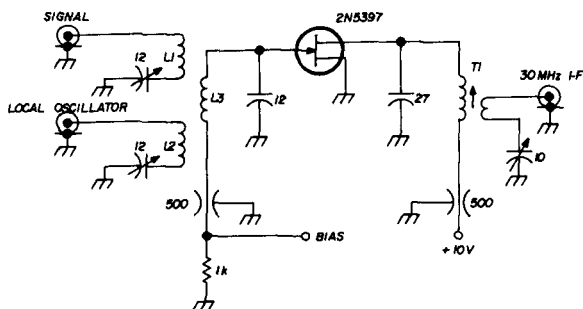 2N5397
SIGNAL
12
L1
LOCAL OSCILLATOR
12
L2
L3
12
27
T1
30 MHz I-F
10
500
500
BIAS
+10V
1k